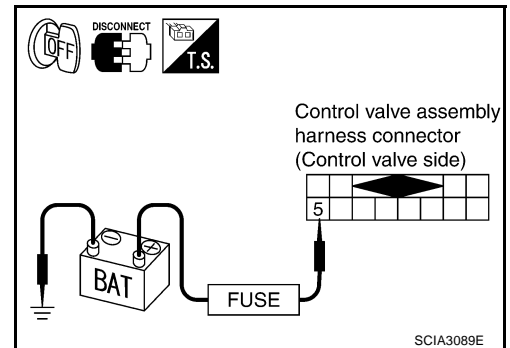 DISCONNECT
OFF
T.S.
Control valve assembly
harness connector
(Control valve side)
5
BAT
FUSE
SCIA3089E